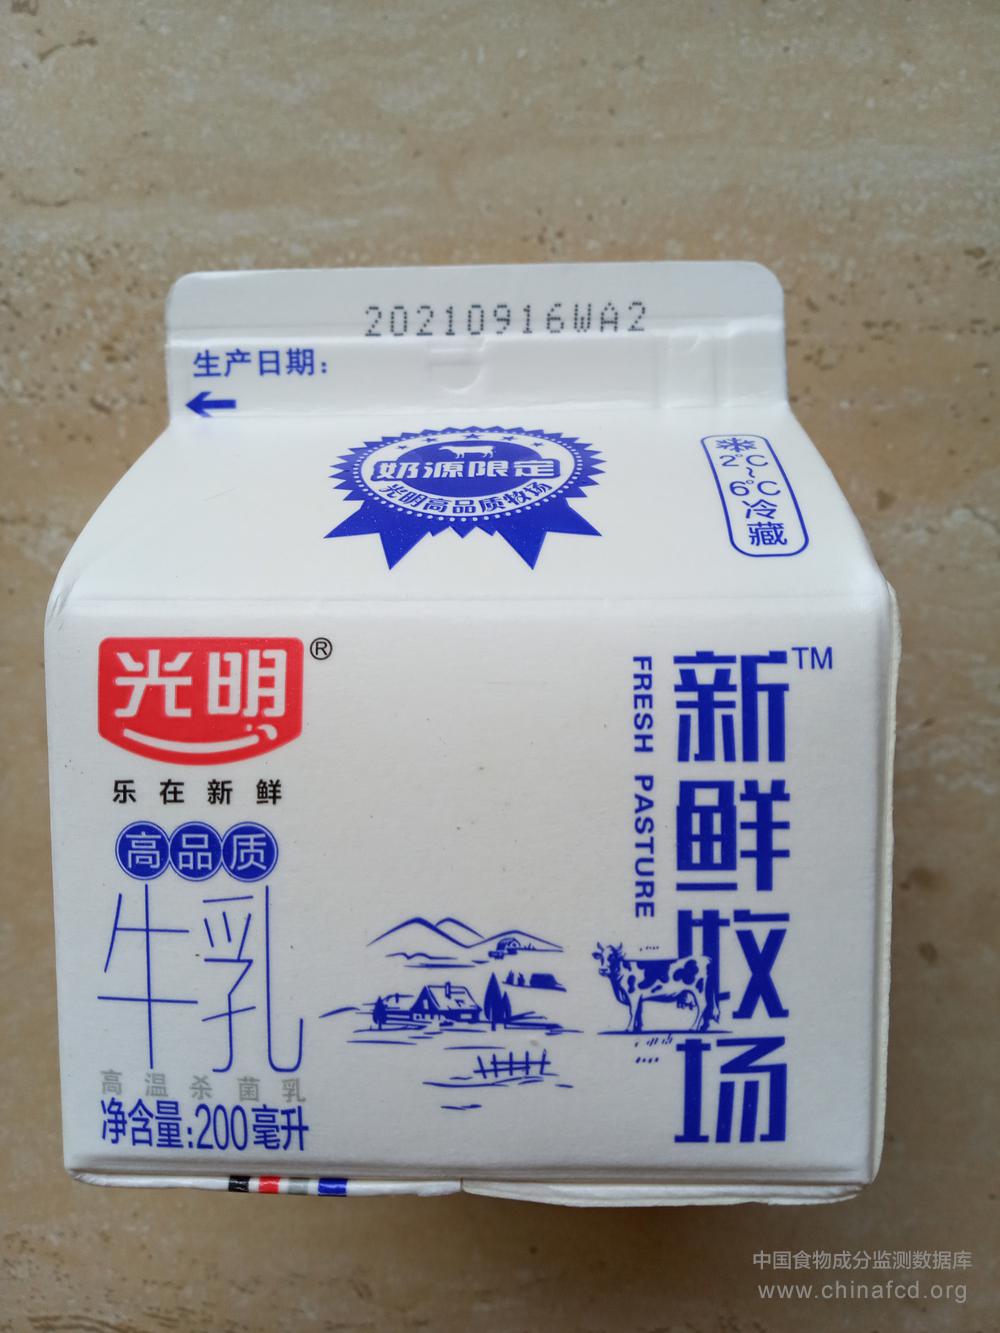 20210916WA2
生产日期：
奶源限定
光明高品质牧场
2°C
~
6°C
冷
藏
光明®
乐在新鲜
高品质
牛乳
高温杀菌乳
净含量:200毫升
FRESH PASTURE
新鲜牧场TM
中国食物成分监测数据库
www.chinafcd.org